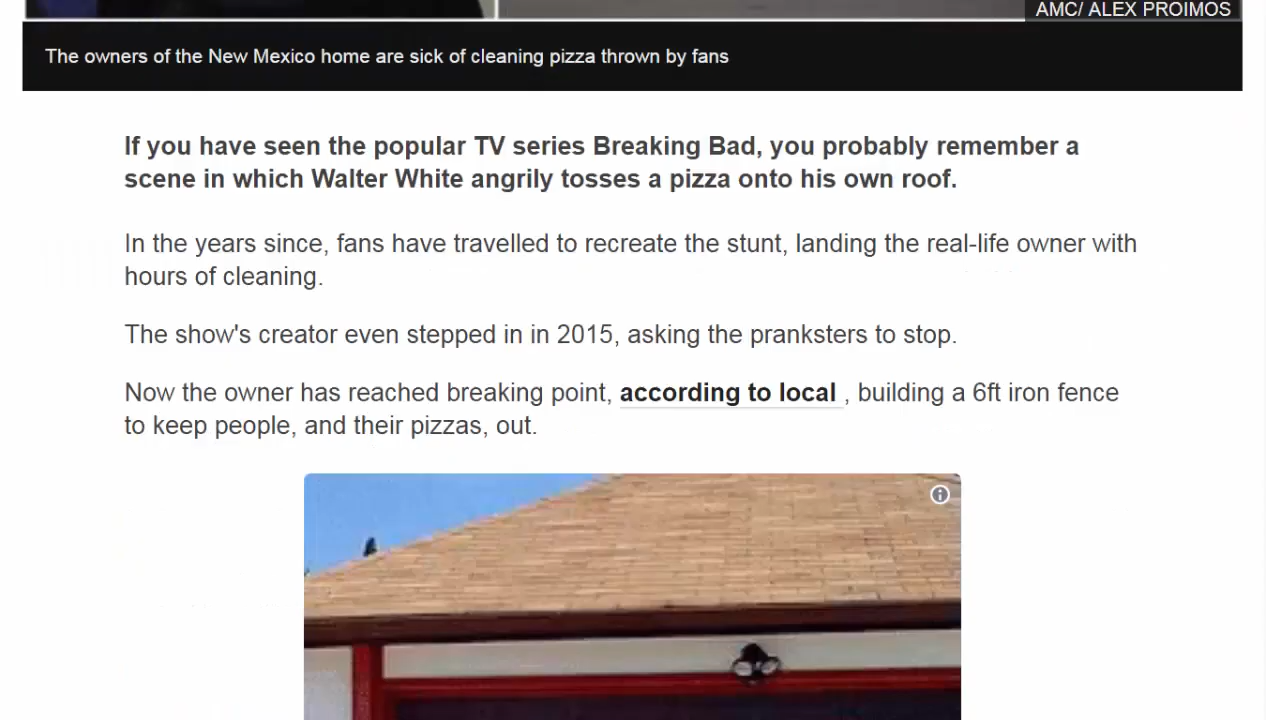 AMC/ ALEX PROIMOS
The owners of the New Mexico home are sick of cleaning pizza thrown by fans
If you have seen the popular TV series Breaking Bad, you probably remember a
scene in which Walter White angrily tosses a pizza onto his own roof.
In the years since, fans have travelled to recreate the stunt, landing the real-life owner with
hours of cleaning.
The show's creator even stepped in in 2015, asking the pranksters to stop.
Now the owner has reached breaking point, according to local , building a 6ft iron fence
to keep people, and their pizzas, out.